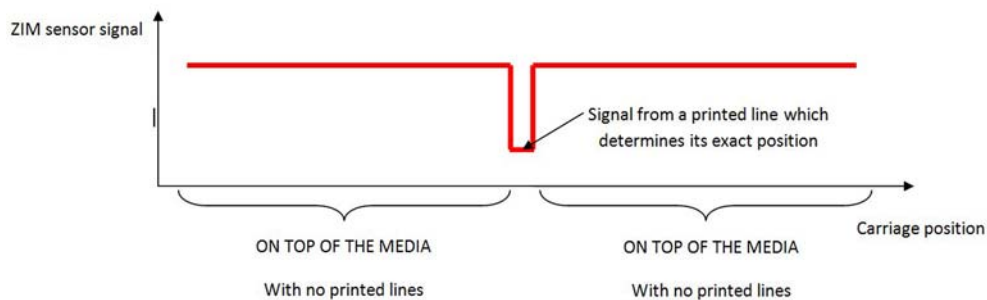 ZIM sensor signal
Signal from a printed line which
determines its exact position
Carriage position
ON TOP OF THE MEDIA
With no printed lines
ON TOP OF THE MEDIA
With no printed lines